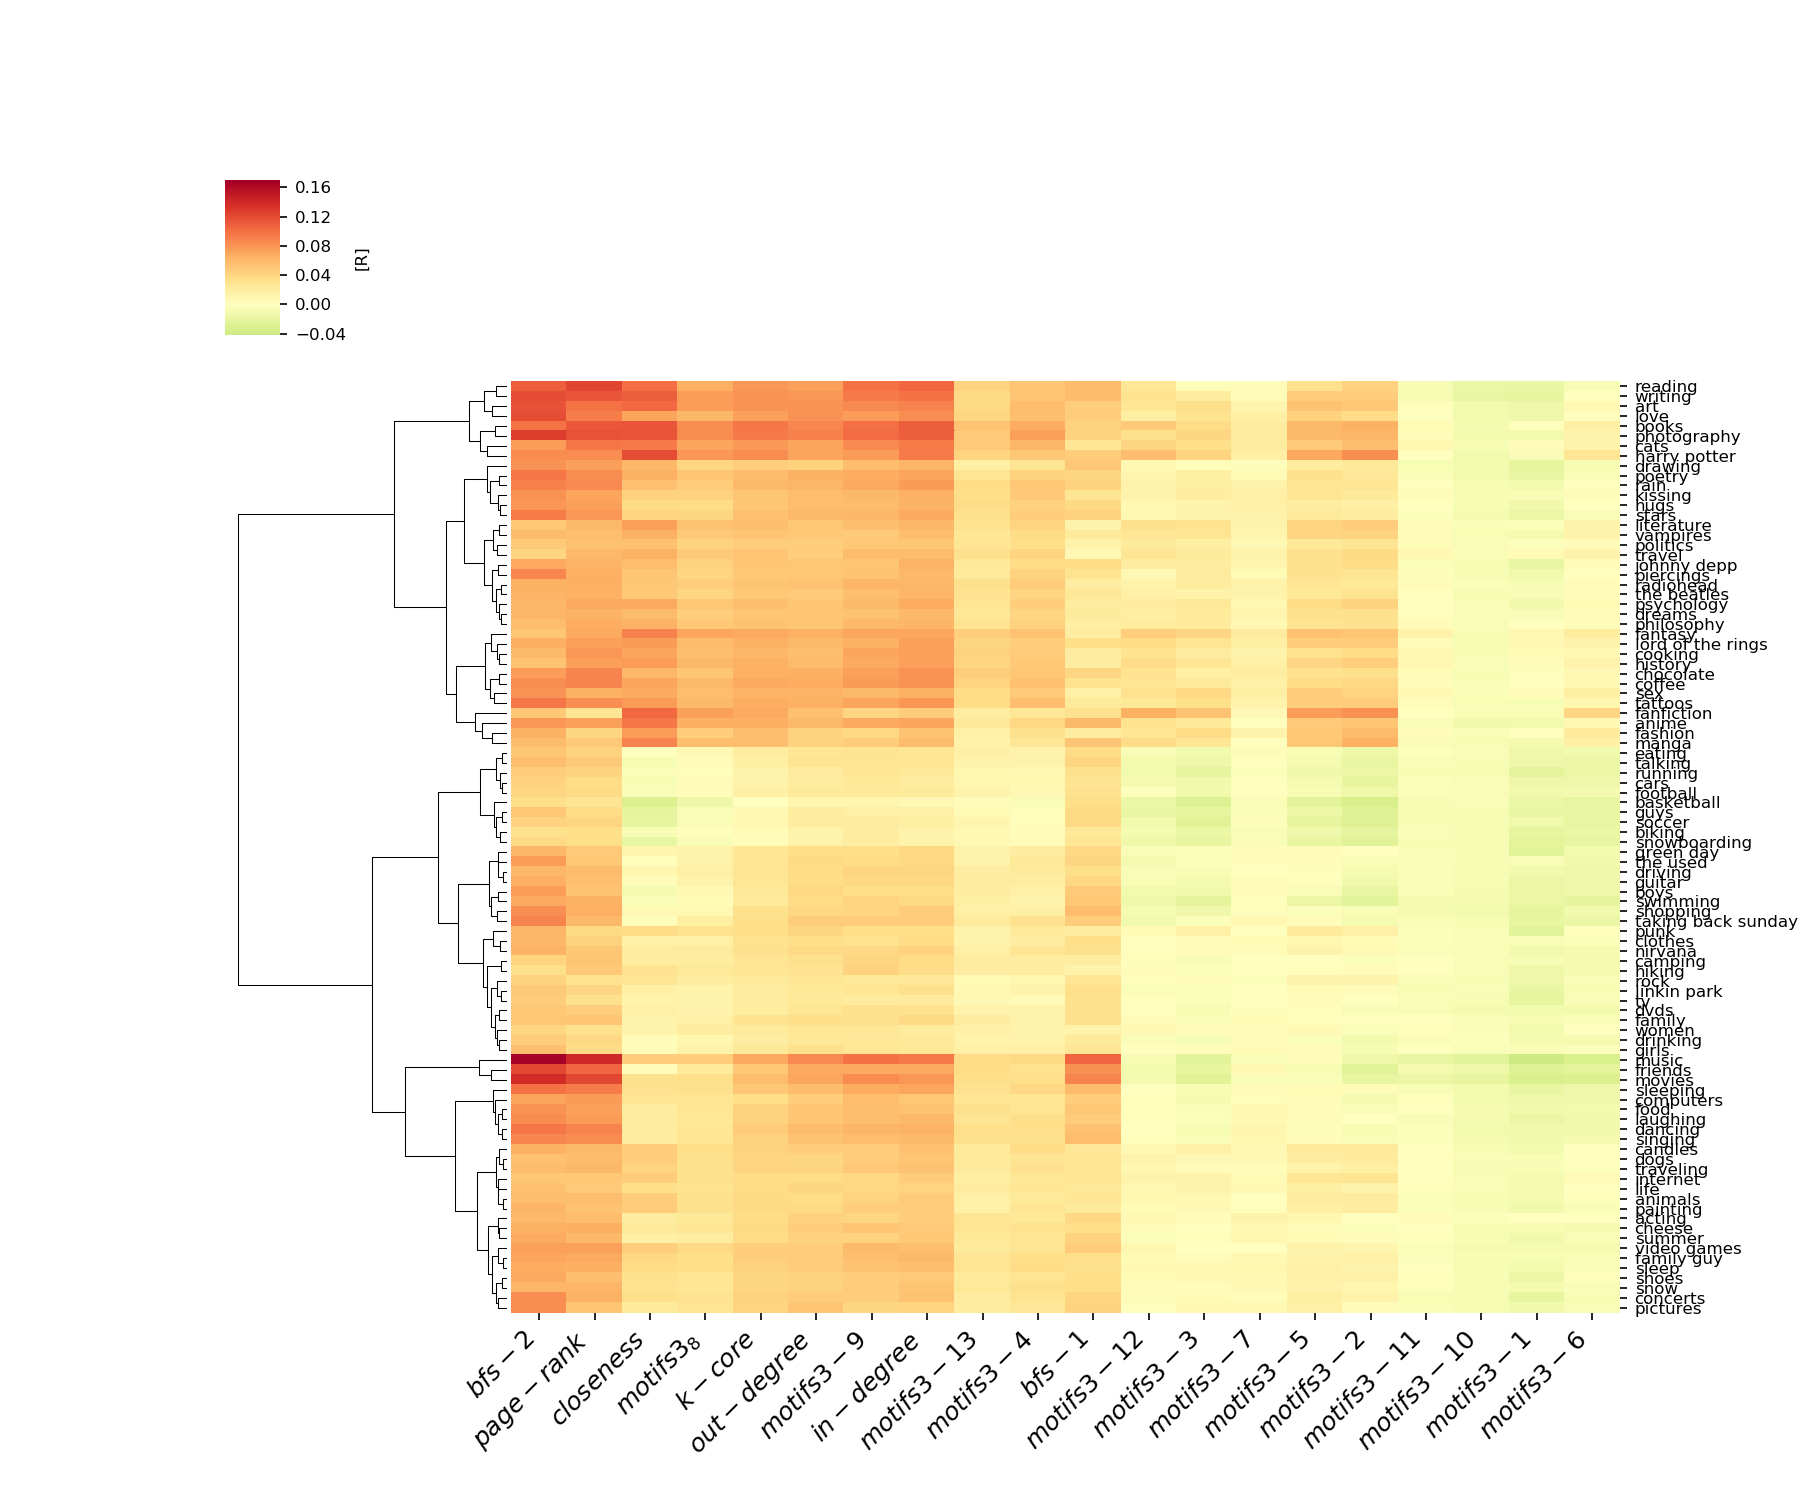 0.16
0.12
0.08
0.04
0.00
−0.04
[R]
reading
writing
art
love
books
photography
cats
harry potter
drawing
poetry
rain
kissing
hugs
stars
literature
vampires
politics
travel
johnny depp
piercings
radiohead
the beatles
psychology
dreams
philosophy
fantasy
lord of the rings
cooking
history
chocolate
coffee
sex
tattoos
fanfiction
anime
fashion
manga
eating
talking
running
cars
football
basketball
guys
soccer
biking
snowboarding
green day
the used
driving
guitar
boys
swimming
shopping
taking back sunday
punk
clothes
nirvana
camping
hiking
rock
linkin park
tv
dvds
family
women
drinking
girls
music
friends
movies
sleeping
computers
food
laughing
dancing
singing
candles
dogs
traveling
internet
life
animals
painting
acting
cheese
summer
video games
family guy
sleep
shoes
snow
concerts
pictures
bfs − 2
page − rank
closeness
motifs3₈
k − core
out − degree
motifs3 − 9
in − degree
motifs3 − 13
motifs3 − 4
bfs − 1
motifs3 − 12
motifs3 − 3
motifs3 − 7
motifs3 − 5
motifs3 − 2
motifs3 − 11
motifs3 − 10
motifs3 − 1
motifs3 − 6